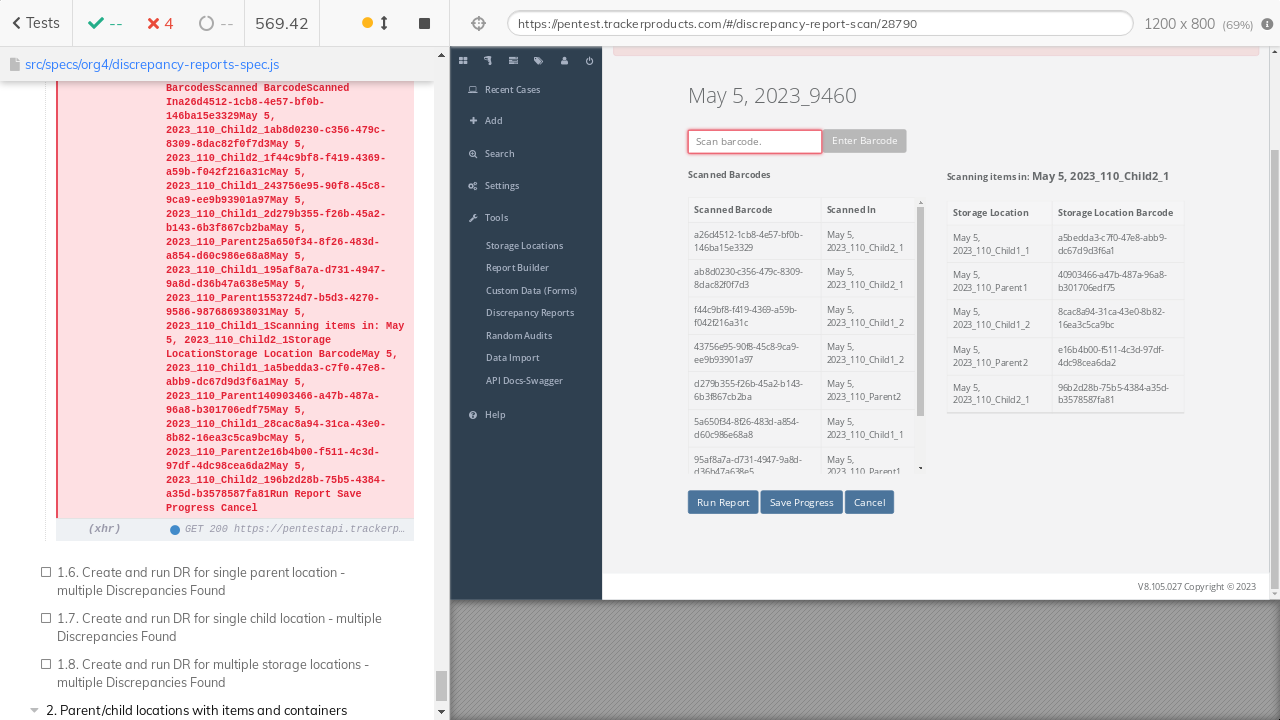 Tests
--
4
--
569.42
https://pentest.trackerproducts.com/#/discrepancy-report-scan/28790
1200 x 800 (69%)
src/specs/org4/discrepancy-reports-spec.js
BarcodesScanned BarcodeScanned
Ina26d4512-1cb8-4e57-bf0b-
146ba15e3329May 5,
2023_110_Child2_1ab8d0230-c356-479c-
8309-8dac82f0f7d3May 5,
2023_110_Child2_1f44c9bf8-f419-4369-
a59b-f042f216a31cMay 5,
2023_110_Child1_243756e95-90f8-45c8-
9ca9-ee9b93901a97May 5,
2023_110_Child1_2d279b355-f26b-45a2-
b143-6b3f867cb2baMay 5,
2023_110_Parent25a650f34-8f26-483d-
a854-d60c986e68a8May 5,
2023_110_Child1_195af8a7a-d731-4947-
9a8d-d36b47a638e5May 5,
2023_110_Parent1553724d7-b5d3-4270-
9586-987686938031May 5,
2023_110_Child1_1Scanning items in: May
5, 2023_110_Child2_1Storage
LocationStorage Location BarcodeMay 5,
2023_110_Child1_1a5bedda3-c7f0-47e8-
abb9-dc67d9d3f6a1May 5,
2023_110_Parent140903466-a47b-487a-
96a8-b301706edf75May 5,
2023_110_Child1_28cac8a94-31ca-43e0-
8b82-16ea3c5ca9bcMay 5,
2023_110_Parent2e16b4b00-f511-4c3d-
97df-4dc98cea6da2May 5,
2023_110_Child2_196b2d28b-75b5-4384-
a35d-b3578587fa81Run Report Save
Progress Cancel
(xhr) GET 200 https://pentestapi.trackerp…
1.6. Create and run DR for single parent location -
multiple Discrepancies Found
1.7. Create and run DR for single child location - multiple
Discrepancies Found
1.8. Create and run DR for multiple storage locations -
multiple Discrepancies Found
2. Parent/child locations with items and containers
Recent Cases
Add
Search
Settings
Tools
Storage Locations
Report Builder
Custom Data (Forms)
Discrepancy Reports
Random Audits
Data Import
API Docs-Swagger
Help
May 5, 2023_9460
Scan barcode.
Enter Barcode
Scanned Barcodes
Scanned Barcode Scanned In
a26d4512-1cb8-4e57-bf0b- May 5,
146ba15e3329 2023_110_Child2_1
ab8d0230-c356-479c-8309- May 5,
8dac82f0f7d3 2023_110_Child2_1
f44c9bf8-f419-4369-a59b- May 5,
f042f216a31c 2023_110_Child1_2
43756e95-90f8-45c8-9ca9- May 5,
ee9b93901a97 2023_110_Child1_2
d279b355-f26b-45a2-b143- May 5,
6b3f867cb2ba 2023_110_Parent2
5a650f34-8f26-483d-a854- May 5,
d60c986e68a8 2023_110_Child1_1
95af8a7a-d731-4947-9a8d- May 5,
d36b47a638e5 2023_110_Parent1
Scanning items in: May 5, 2023_110_Child2_1
Storage Location Storage Location Barcode
May 5, a5bedda3-c7f0-47e8-abb9-
2023_110_Child1_1 dc67d9d3f6a1
May 5, 40903466-a47b-487a-96a8-
2023_110_Parent1 b301706edf75
May 5, 8cac8a94-31ca-43e0-8b82-
2023_110_Child1_2 16ea3c5ca9bc
May 5, e16b4b00-f511-4c3d-97df-
2023_110_Parent2 4dc98cea6da2
May 5, 96b2d28b-75b5-4384-a35d-
2023_110_Child2_1 b3578587fa81
Run Report
Save Progress
Cancel
V8.105.027 Copyright © 2023